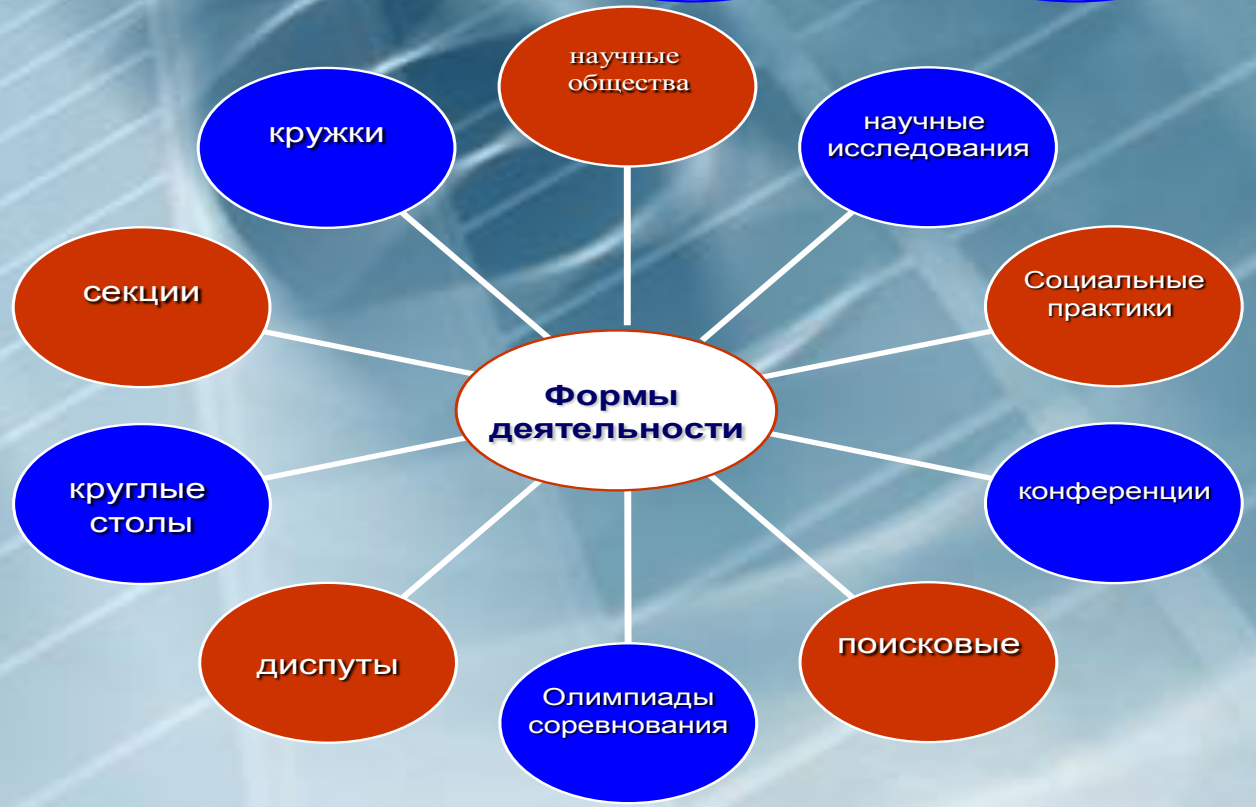 научные
общества
кружки
научные
исследования
секции
Социальные
практики
Формы
деятельности
круглые
столы
конференции
диспуты
поисковые
Олимпиады
соревнования